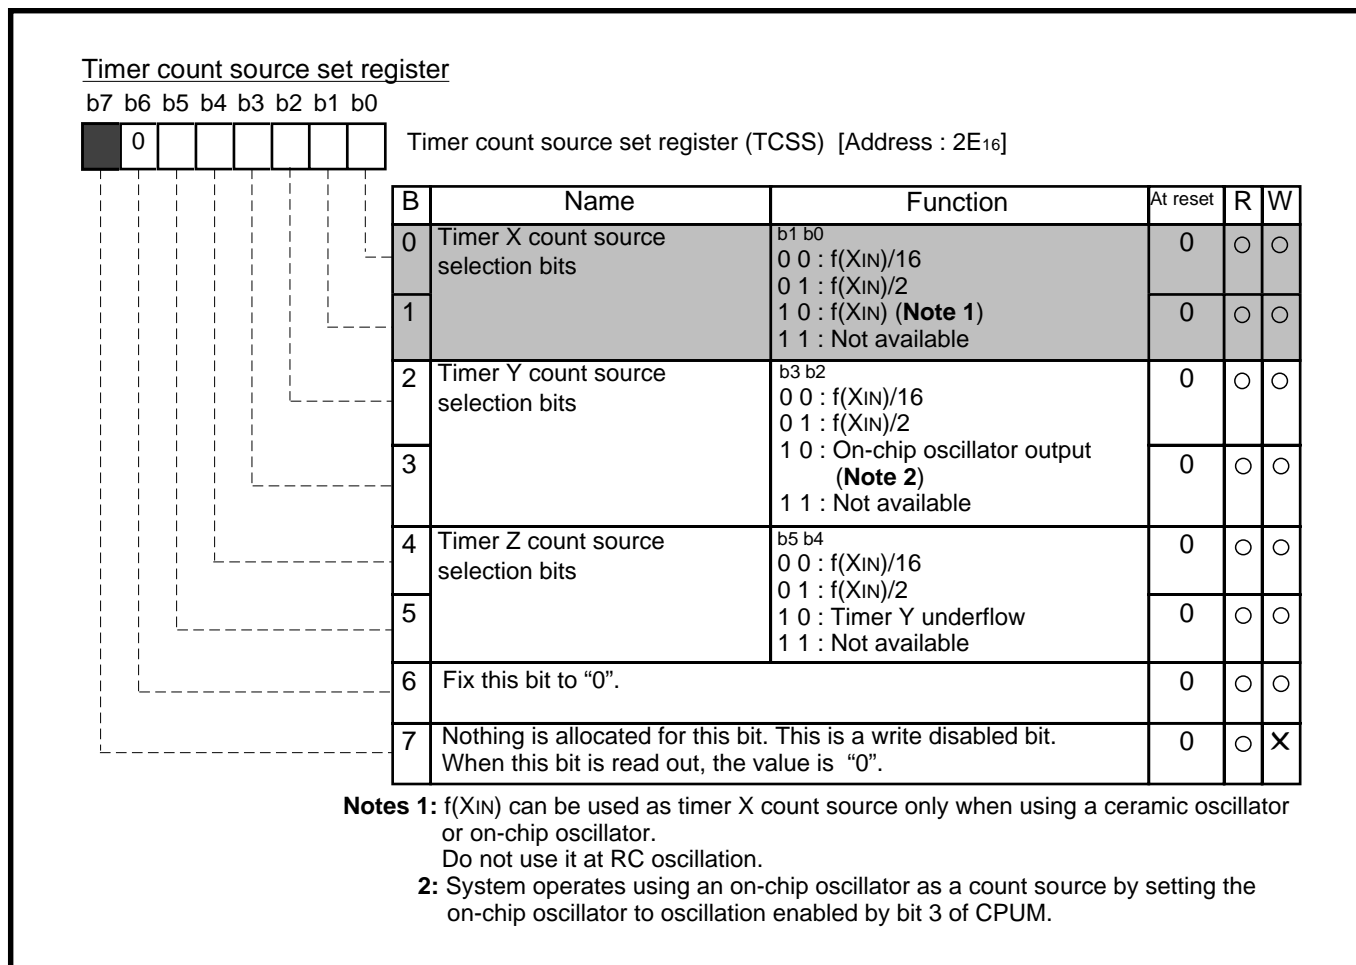 Timer count source set register
b7 b6 b5 b4 b3 b2 b1 b0
0
Timer count source set register (TCSS) [Address : 2E16]
B Name Function At reset R W
0 Timer X count source selection bits b1 b0 0 ○ ○
0 0 : f(XIN)/16
0 1 : f(XIN)/2
1 1 0 : f(XIN) (Note 1) 0 ○ ○
1 1 : Not available
2 Timer Y count source selection bits b3 b2 0 ○ ○
0 0 : f(XIN)/16
0 1 : f(XIN)/2
3 1 0 : On-chip oscillator output 0 ○ ○
(Note 2)
1 1 : Not available
4 Timer Z count source selection bits b5 b4 0 ○ ○
0 0 : f(XIN)/16
0 1 : f(XIN)/2
5 1 0 : Timer Y underflow 0 ○ ○
1 1 : Not available
6 Fix this bit to “0”. 0 ○ ○
7 Nothing is allocated for this bit. This is a write disabled bit. 0 ○ ×
When this bit is read out, the value is “0”.
Notes 1: f(XIN) can be used as timer X count source only when using a ceramic oscillator
or on-chip oscillator.
Do not use it at RC oscillation.
2: System operates using an on-chip oscillator as a count source by setting the
on-chip oscillator to oscillation enabled by bit 3 of CPUM.